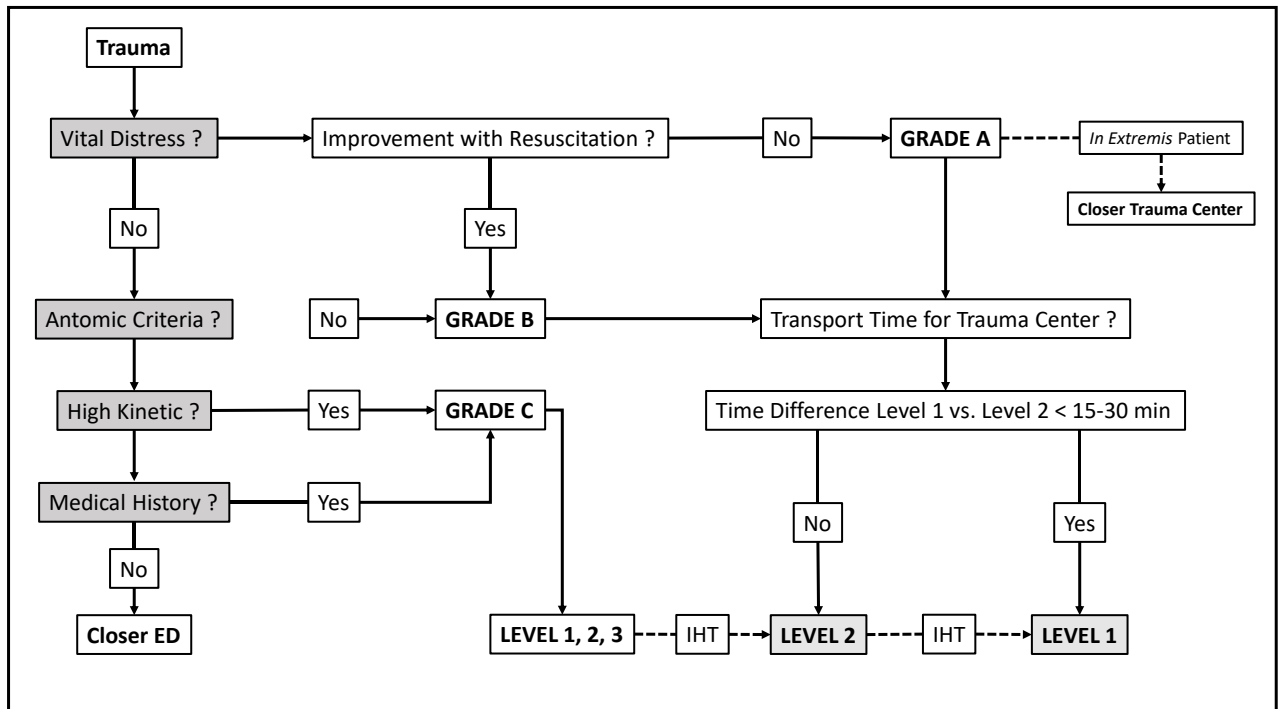 Trauma
Vital Distress ?
Improvement with Resuscitation ?
No
GRADE A
In Extremis Patient
Closer Trauma Center
No
Yes
Antomic Criteria ?
No
GRADE B
Transport Time for Trauma Center ?
High Kinetic ?
Yes
GRADE C
Time Difference Level 1 vs. Level 2 < 15-30 min
Medical History ?
Yes
No
Yes
No
Closer ED
LEVEL 1, 2, 3
IHT
LEVEL 2
IHT
LEVEL 1